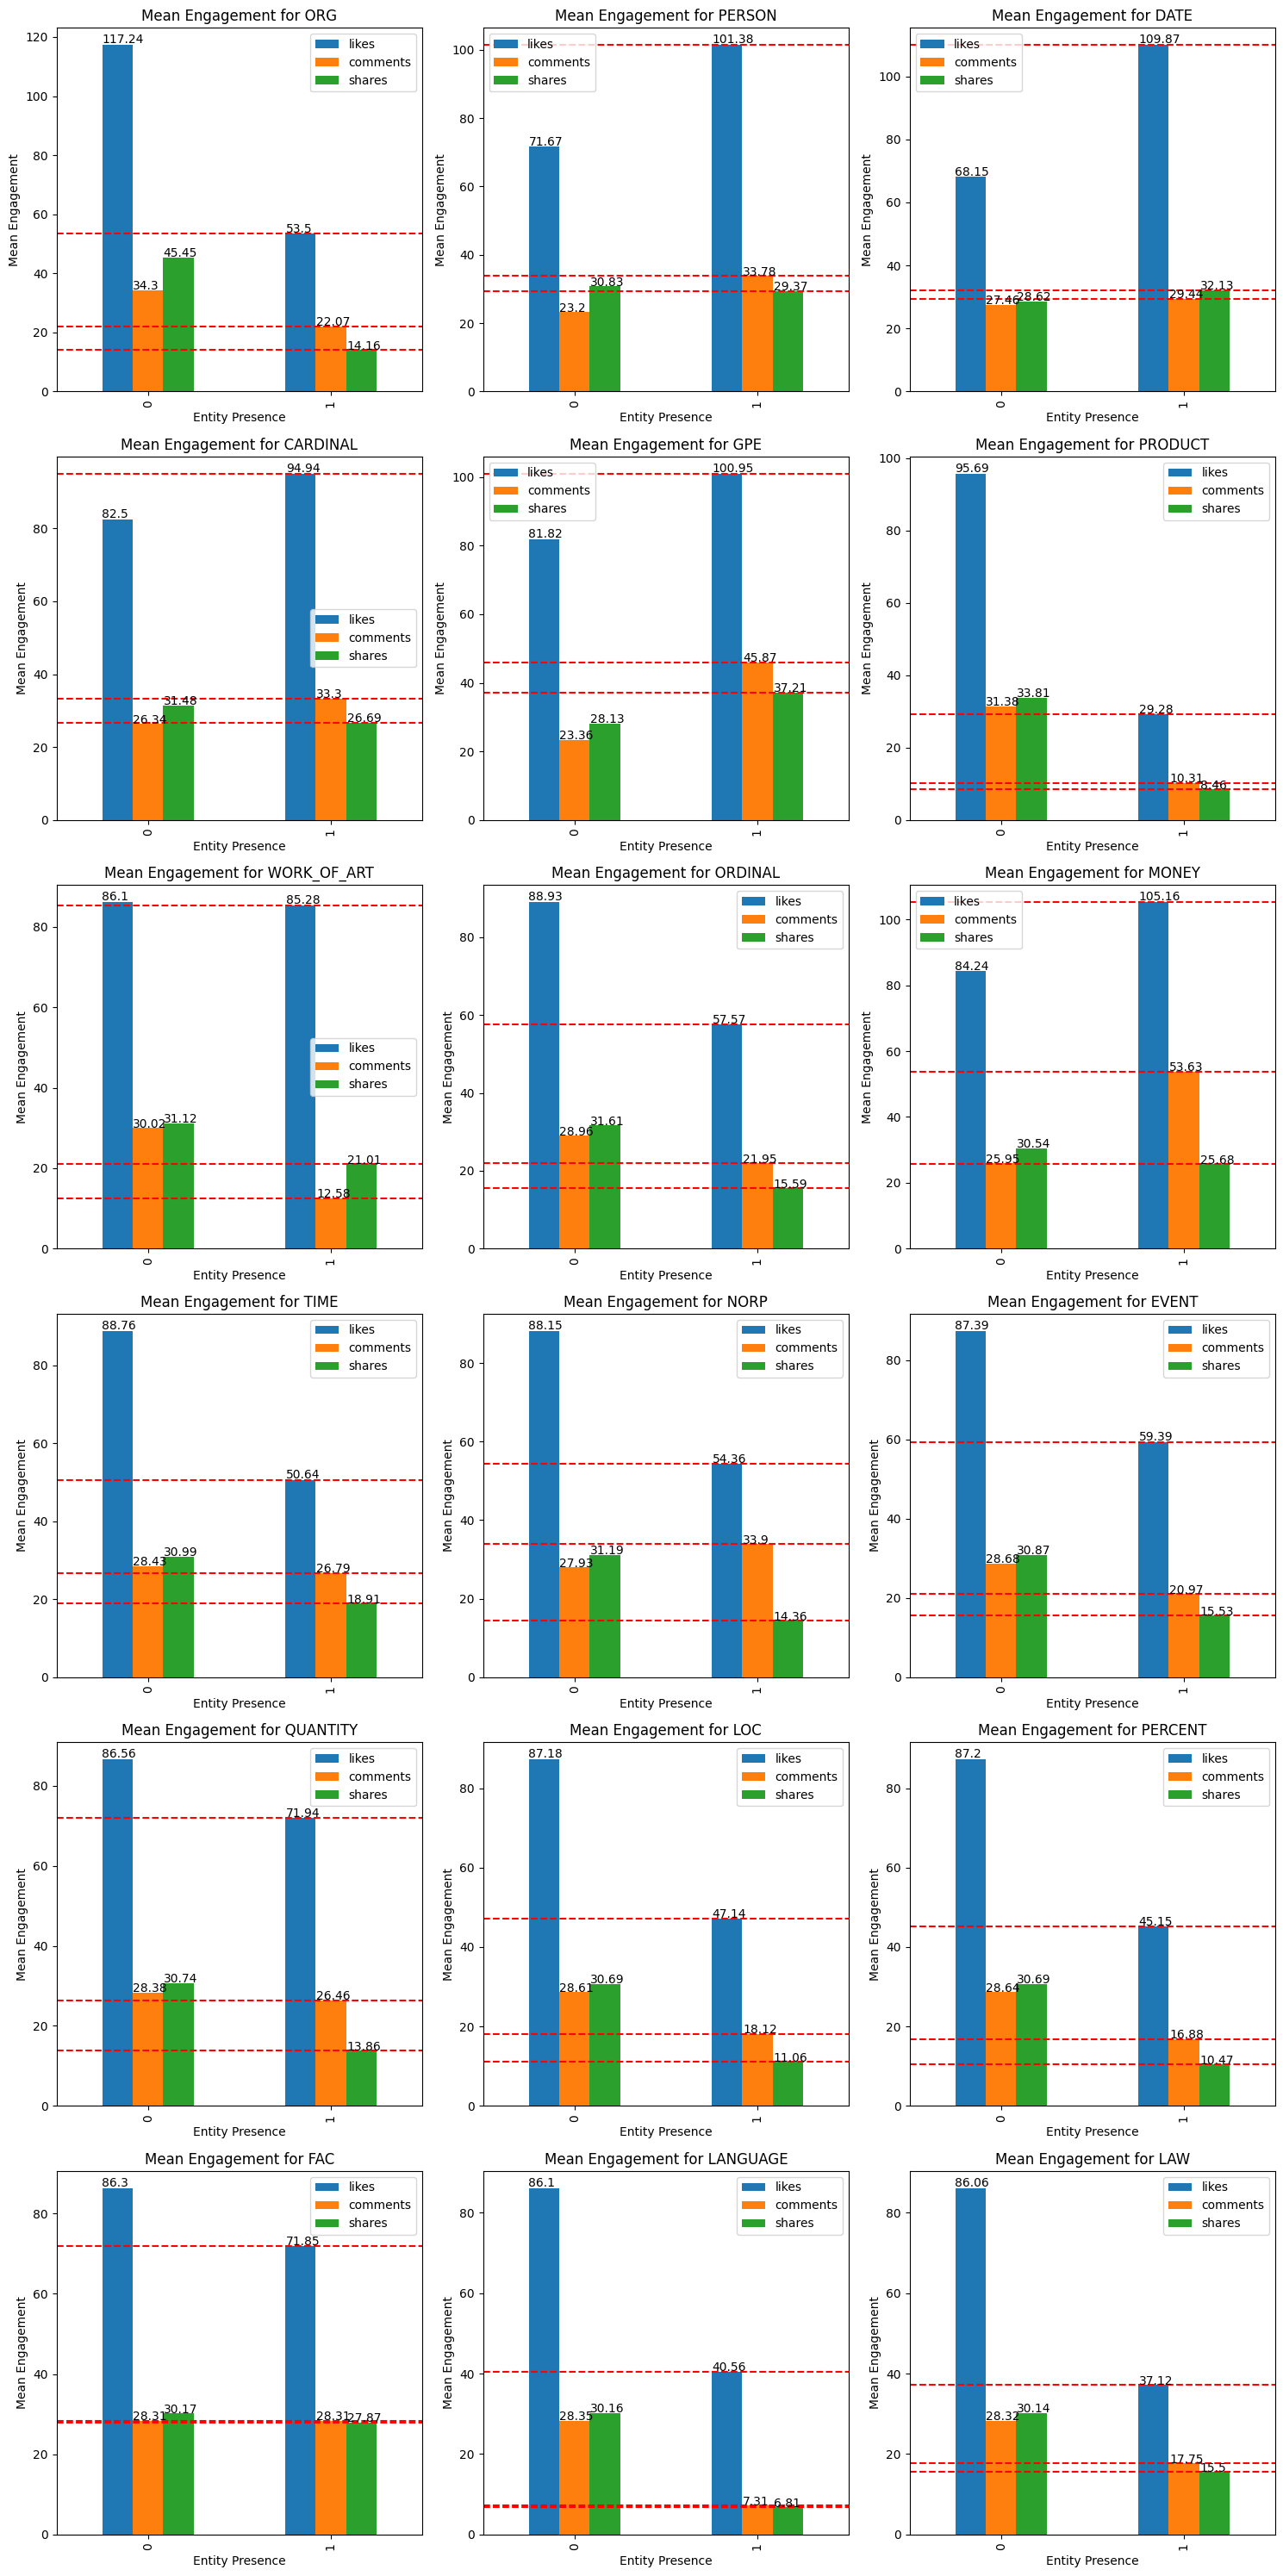 Mean Engagement for ORG
Mean Engagement
120
100
80
60
40
20
0
117.24
34.3
45.45
53.5
22.07
14.16
likes
comments
shares
0
1
Entity Presence
Mean Engagement for PERSON
Mean Engagement
100
80
60
40
20
0
71.67
23.2
30.83
101.38
33.78
29.37
likes
comments
shares
0
1
Entity Presence
Mean Engagement for DATE
Mean Engagement
100
80
60
40
20
0
68.15
27.46
28.62
109.87
29.44
32.13
likes
comments
shares
0
1
Entity Presence
Mean Engagement for CARDINAL
Mean Engagement
80
60
40
20
0
82.5
26.34
31.48
94.94
33.3
26.69
likes
comments
shares
0
1
Entity Presence
Mean Engagement for GPE
Mean Engagement
100
80
60
40
20
0
81.82
23.36
28.13
100.95
45.87
37.21
likes
comments
shares
0
1
Entity Presence
Mean Engagement for PRODUCT
Mean Engagement
100
80
60
40
20
0
95.69
31.38
33.81
29.28
10.31
8.46
likes
comments
shares
0
1
Entity Presence
Mean Engagement for WORK_OF_ART
Mean Engagement
80
60
40
20
0
86.1
30.02
31.12
85.28
12.58
21.01
likes
comments
shares
0
1
Entity Presence
Mean Engagement for ORDINAL
Mean Engagement
80
60
40
20
0
88.93
28.96
31.61
57.57
21.95
15.59
likes
comments
shares
0
1
Entity Presence
Mean Engagement for MONEY
Mean Engagement
100
80
60
40
20
0
84.24
25.95
30.54
105.16
53.63
25.68
likes
comments
shares
0
1
Entity Presence
Mean Engagement for TIME
Mean Engagement
80
60
40
20
0
88.76
28.43
30.99
50.64
26.79
18.91
likes
comments
shares
0
1
Entity Presence
Mean Engagement for NORP
Mean Engagement
80
60
40
20
0
88.15
27.93
31.19
54.36
33.9
14.36
likes
comments
shares
0
1
Entity Presence
Mean Engagement for EVENT
Mean Engagement
80
60
40
20
0
87.39
28.68
30.87
59.39
20.97
15.53
likes
comments
shares
0
1
Entity Presence
Mean Engagement for QUANTITY
Mean Engagement
80
60
40
20
0
86.56
28.38
30.74
71.94
26.46
13.86
likes
comments
shares
0
1
Entity Presence
Mean Engagement for LOC
Mean Engagement
80
60
40
20
0
87.18
28.61
30.69
47.14
18.12
11.06
likes
comments
shares
0
1
Entity Presence
Mean Engagement for PERCENT
Mean Engagement
80
60
40
20
0
87.2
28.64
30.69
45.15
16.88
10.47
likes
comments
shares
0
1
Entity Presence
Mean Engagement for FAC
Mean Engagement
80
60
40
20
0
86.3
28.31
30.17
71.85
28.31
27.87
likes
comments
shares
0
1
Entity Presence
Mean Engagement for LANGUAGE
Mean Engagement
80
60
40
20
0
86.1
28.35
30.16
40.56
7.31
6.81
likes
comments
shares
0
1
Entity Presence
Mean Engagement for LAW
Mean Engagement
80
60
40
20
0
86.06
28.32
30.14
37.12
17.75
15.5
likes
comments
shares
0
1
Entity Presence